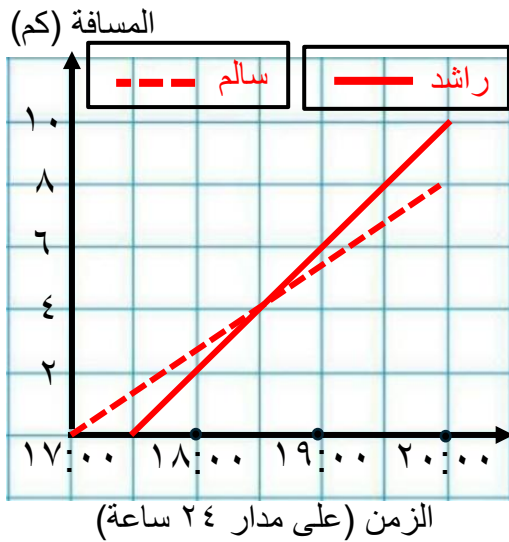 المسافة (كم)
راشد
سالم
١٠
٨
٦
٤
٢
١٧:٠٠ ١٨:٠٠ ١٩:٠٠ ٢٠:٠٠
الزمن (على مدار ٢٤ ساعة)